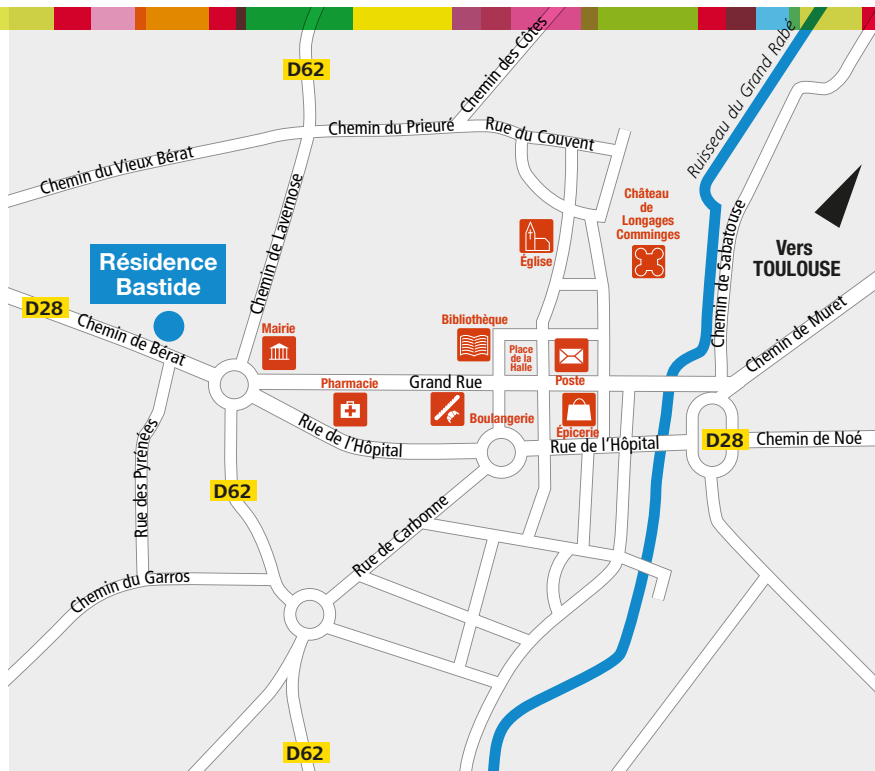 D62
Chemin des Côtes
Ruisseau du Grand Rabé
Chemin du Prieuré
Rue du Couvent
Chemin du Vieux Bérat
Chemin de Lavernose
Château
de
Longages
Comminges
Église
Chemin de Sabatouse
Vers
TOULOUSE
Résidence
Bastide
D28
Chemin de Bérat
Mairie
Bibliothèque
Place
de la
Halle
Poste
Chemin de Muret
Pharmacie
Grand Rue
Boulangerie
Épicerie
Rue de l'Hôpital
Rue de l'Hôpital
D28
Chemin de Noé
Rue des Pyrénées
D62
Rue de Carbonne
Chemin du Garros
D62